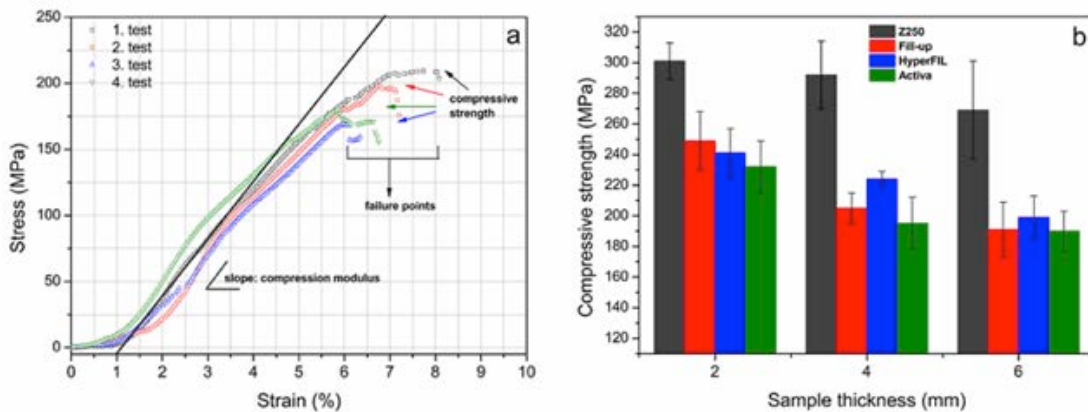 a
1. test
2. test
3. test
4. test
compressive
strength
failure points
slope: compression modulus
250
200
150
100
50
0
0 1 2 3 4 5 6 7 8 9 10
Stress (MPa)
Strain (%)
b
Z250
Fill-up
HyperFIL
Activa
320
300
280
260
240
220
200
180
160
140
120
2 4 6
Compressive strength (MPa)
Sample thickness (mm)